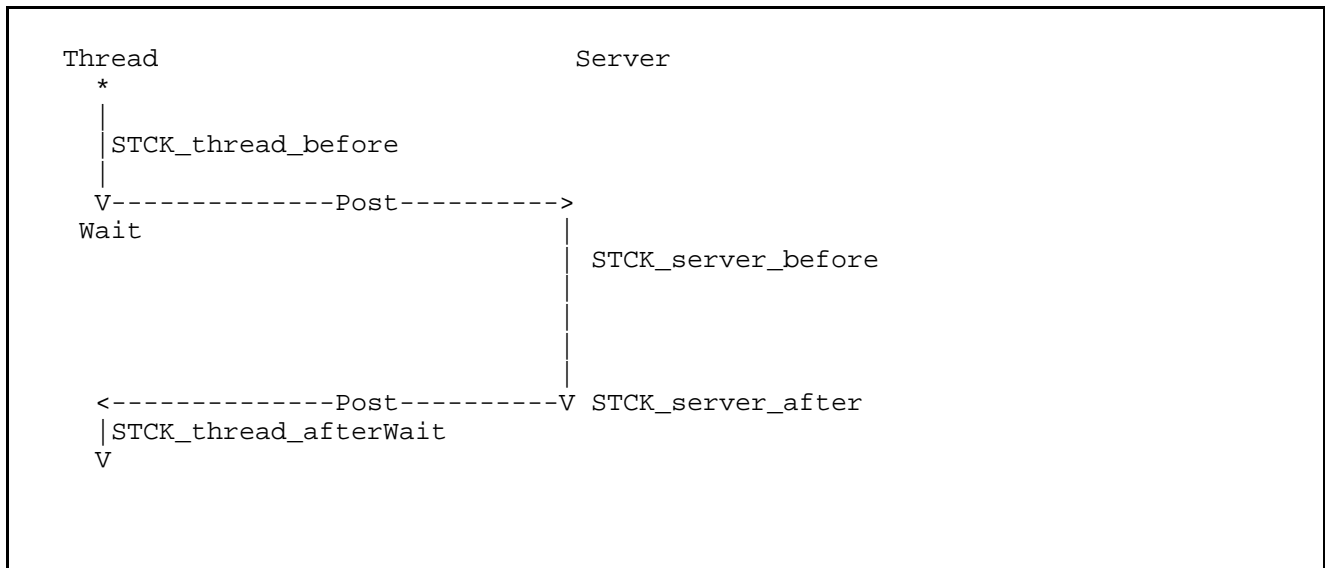 Thread Server
*
|
|STCK_thread_before
|
V--------------Post---------->
Wait |
| STCK_server_before
|
|
|
|
<--------------Post----------V STCK_server_after
|STCK_thread_afterWait
V